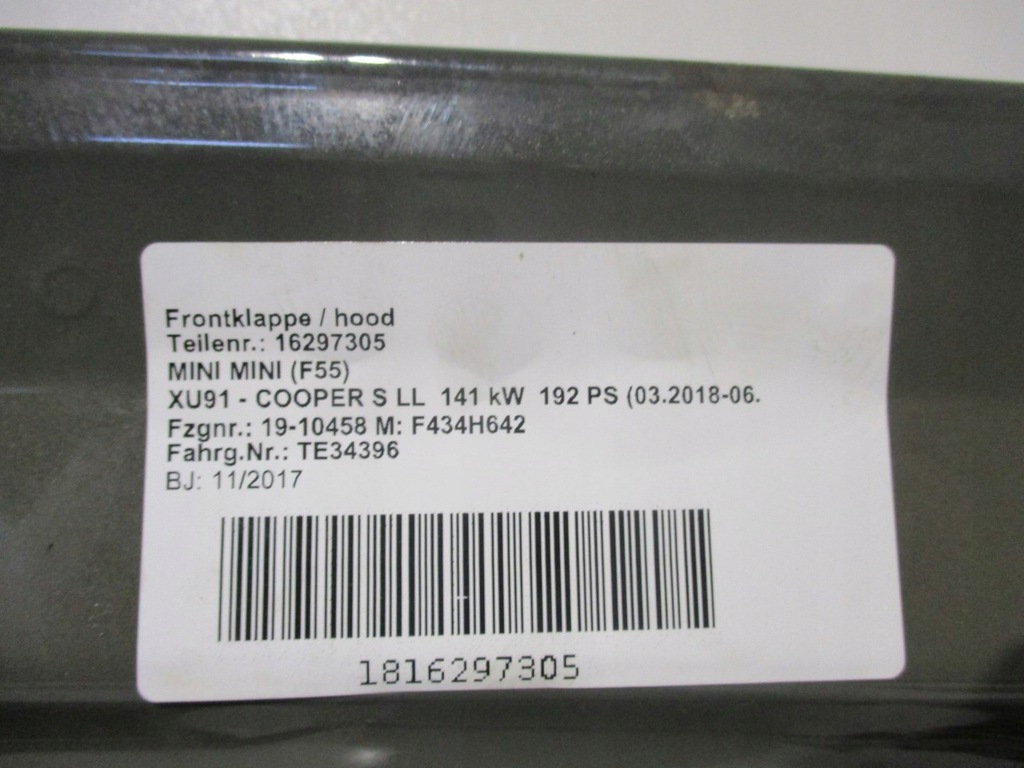 Frontklappe / hood
Teilenr.: 16297305
MINI MINI (F55)
XU91 - COOPER S LL 141 kW 192 PS (03.2018-06.
Fzgnr.: 19-10458 M: F434H642
Fahrg.Nr.: TE34396
BJ: 11/2017
1816297305